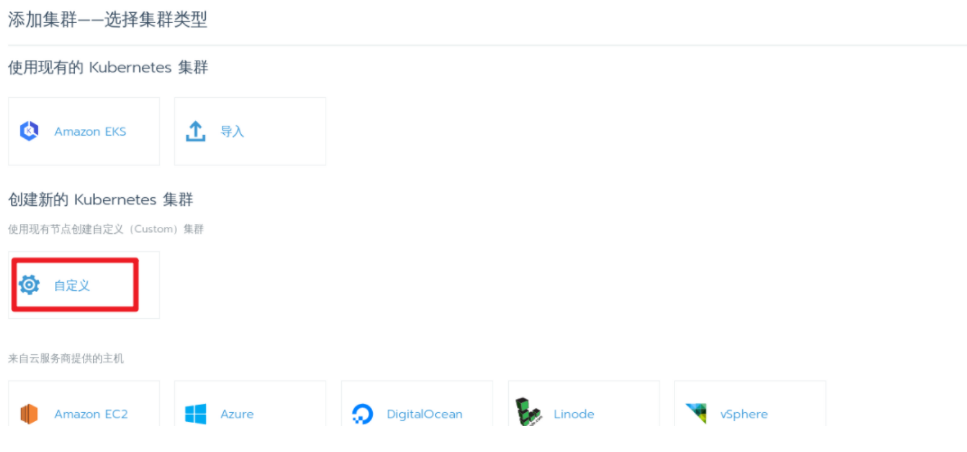 添加集群——选择集群类型
使用现有的 Kubernetes 集群
Amazon EKS
导入
创建新的 Kubernetes 集群
使用现有节点创建自定义（Custom）集群
自定义
来自云服务商提供的主机
Amazon EC2
Azure
DigitalOcean
Linode
vSphere